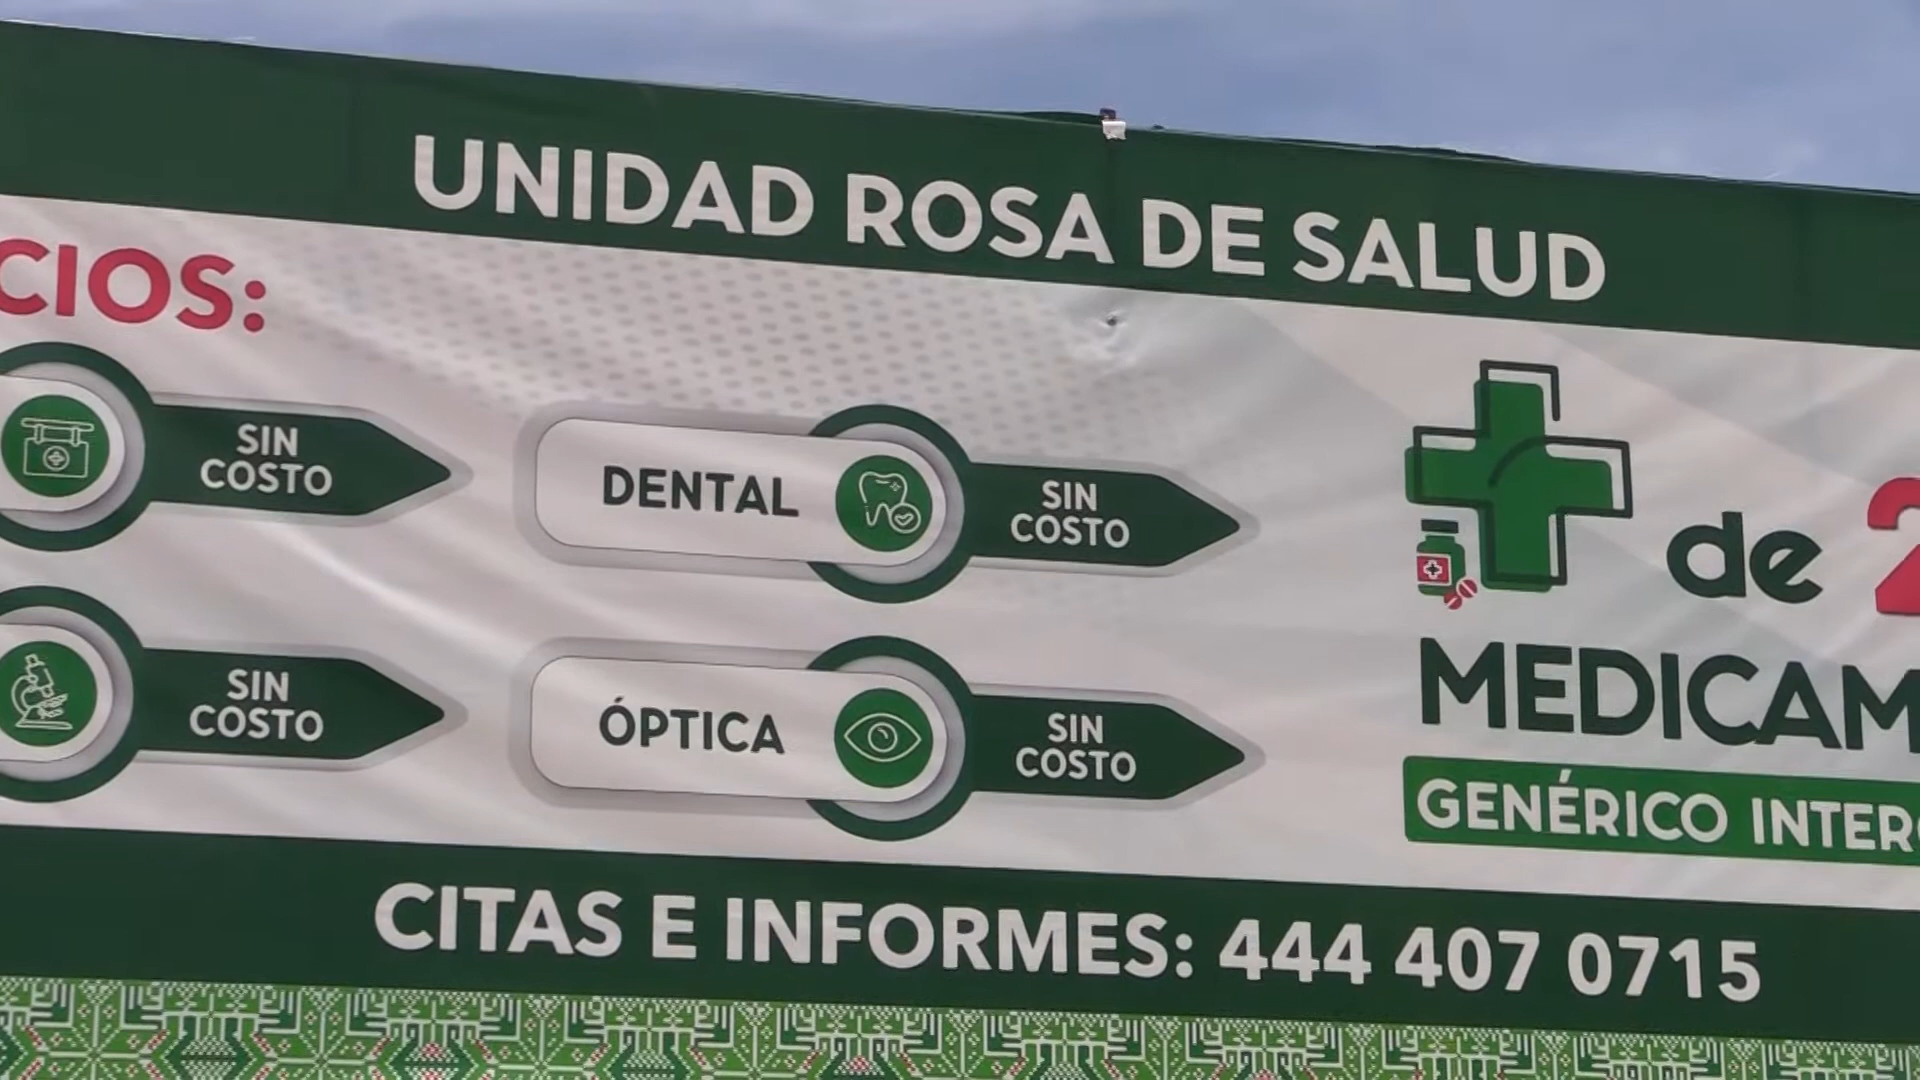 UNIDAD ROSA DE SALUD
CIOS:
SIN
COSTO
DENTAL
SIN
COSTO
SIN
COSTO
ÓPTICA
SIN
COSTO
de 2
MEDICAM
GENÉRICO INTER
CITAS E INFORMES: 444 407 0715